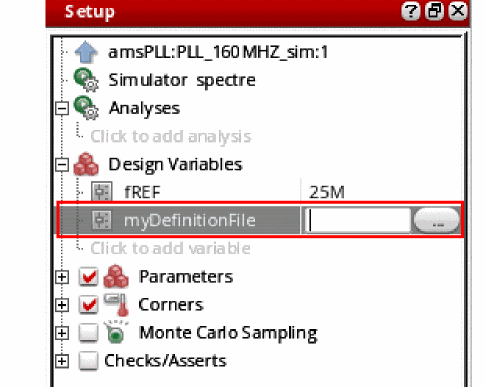 Setup
amsPLL:PLL_160MHZ_sim:1
Simulator spectre
Analyses
Click to add analysis
Design Variables
fREF 25M
myDefinitionFile ...
Click to add variable
Parameters
Corners
Monte Carlo Sampling
Checks/Asserts